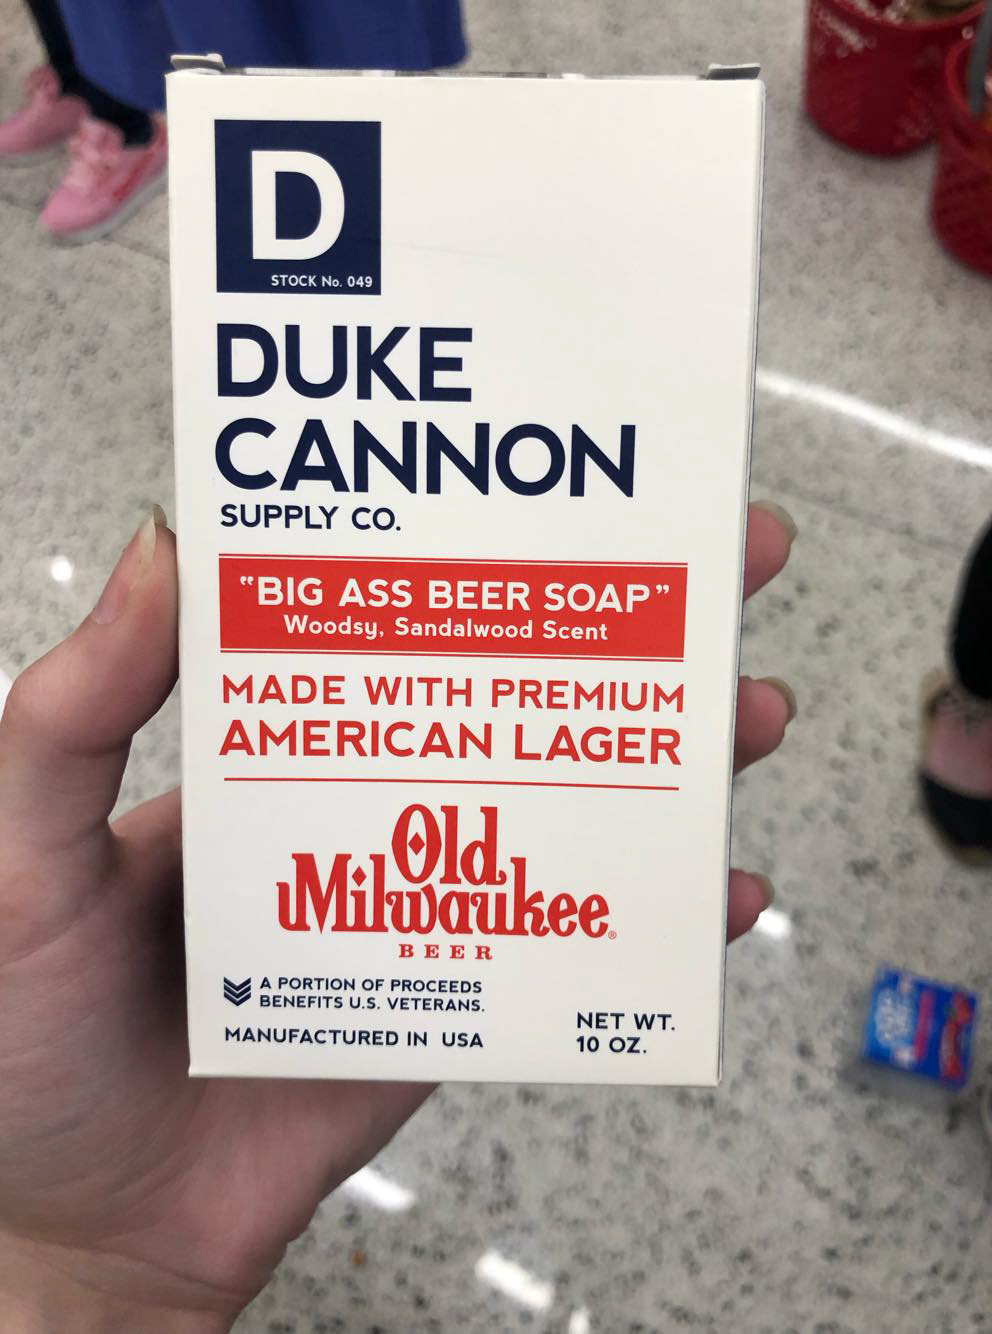 D
STOCK No. 049
DUKE
CANNON
SUPPLY CO.
"BIG ASS BEER SOAP"
Woodsy, Sandalwood Scent
MADE WITH PREMIUM
AMERICAN LAGER
Old
Milwaukee®
BEER
A PORTION OF PROCEEDS
BENEFITS U.S. VETERANS.
MANUFACTURED IN USA
NET WT.
10 OZ.